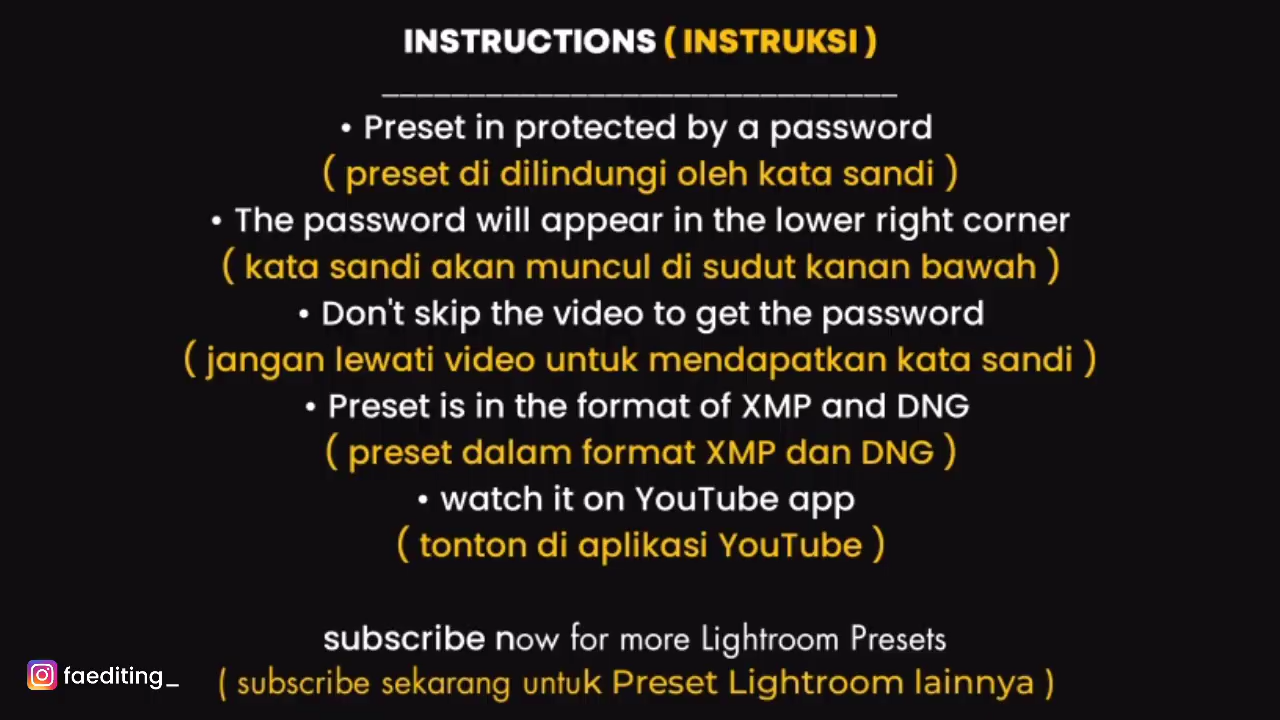 INSTRUCTIONS ( INSTRUKSI )
______________________________
• Preset in protected by a password
( preset di dilindungi oleh kata sandi )
• The password will appear in the lower right corner
( kata sandi akan muncul di sudut kanan bawah )
• Don't skip the video to get the password
( jangan lewati video untuk mendapatkan kata sandi )
• Preset is in the format of XMP and DNG
( preset dalam format XMP dan DNG )
• watch it on YouTube app
( tonton di aplikasi YouTube )
subscribe now for more Lightroom Presets
( subscribe sekarang untuk Preset Lightroom lainnya )
faediting_